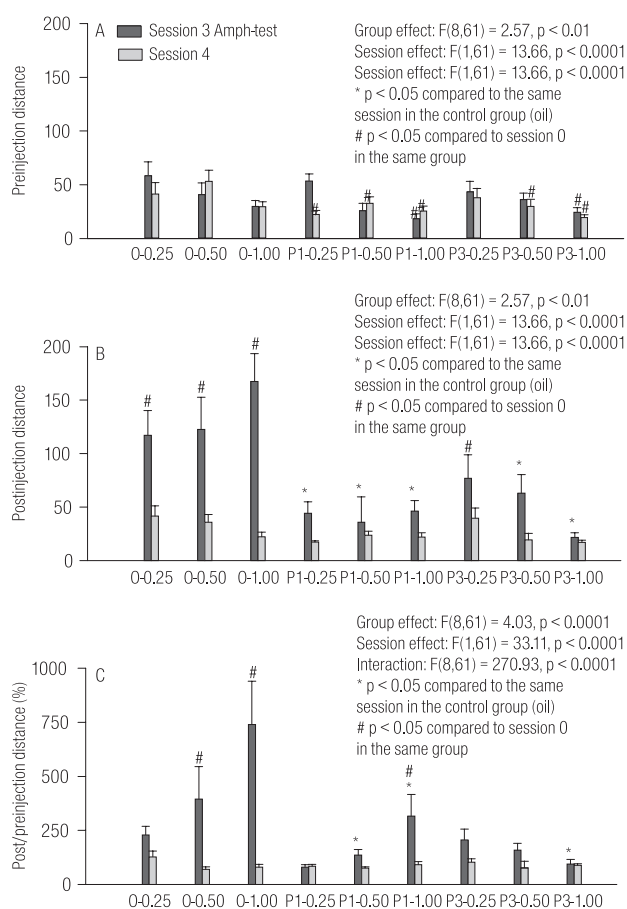 A
Session 3 Amph-test
Session 4
Group effect: F(8,61) = 2.57, p < 0.01
Session effect: F(1,61) = 13.66, p < 0.0001
Session effect: F(1,61) = 13.66, p < 0.0001
* p < 0.05 compared to the same
session in the control group (oil)
# p < 0.05 compared to session 0
in the same group
Preinjection distance
200
150
100
50
0
# # # # # # # #
O-0.25 O-0.50 O-1.00 P1-0.25 P1-0.50 P1-1.00 P3-0.25 P3-0.50 P3-1.00
B
Group effect: F(8,61) = 2.57, p < 0.01
Session effect: F(1,61) = 13.66, p < 0.0001
Session effect: F(1,61) = 13.66, p < 0.0001
* p < 0.05 compared to the same
session in the control group (oil)
# p < 0.05 compared to session 0
in the same group
Postinjection distance
200
150
100
50
0
# # # * * * # * *
O-0.25 O-0.50 O-1.00 P1-0.25 P1-0.50 P1-1.00 P3-0.25 P3-0.50 P3-1.00
C
Group effect: F(8,61) = 4.03, p < 0.0001
Session effect: F(1,61) = 33.11, p < 0.0001
Interaction: F(8,61) = 270.93, p < 0.0001
* p < 0.05 compared to the same
session in the control group (oil)
# p < 0.05 compared to session 0
in the same group
Post/preinjection distance (%)
1000
750
500
250
0
# # * # * *
O-0.25 O-0.50 O-1.00 P1-0.25 P1-0.50 P1-1.00 P3-0.25 P3-0.50 P3-1.00